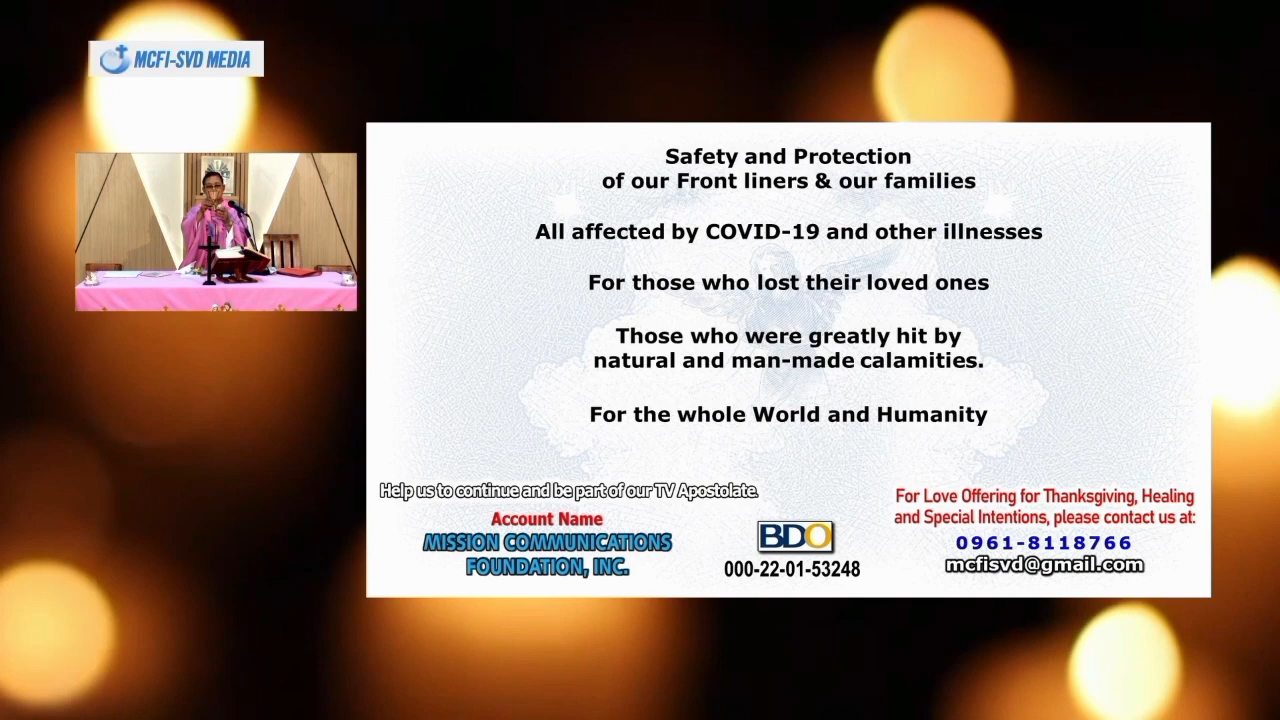 MCFI-SVD MEDIA
Safety and Protection
of our Front liners & our families
All affected by COVID-19 and other illnesses
For those who lost their loved ones
Those who were greatly hit by
natural and man-made calamities.
For the whole World and Humanity
Help us to continue and be part of our TV Apostolate.
Account Name
MISSION COMMUNICATIONS
FOUNDATION, INC.
BDO
000-22-01-53248
For Love Offering for Thanksgiving, Healing
and Special Intentions, please contact us at:
0961-8118766
mcfisvd@gmail.com